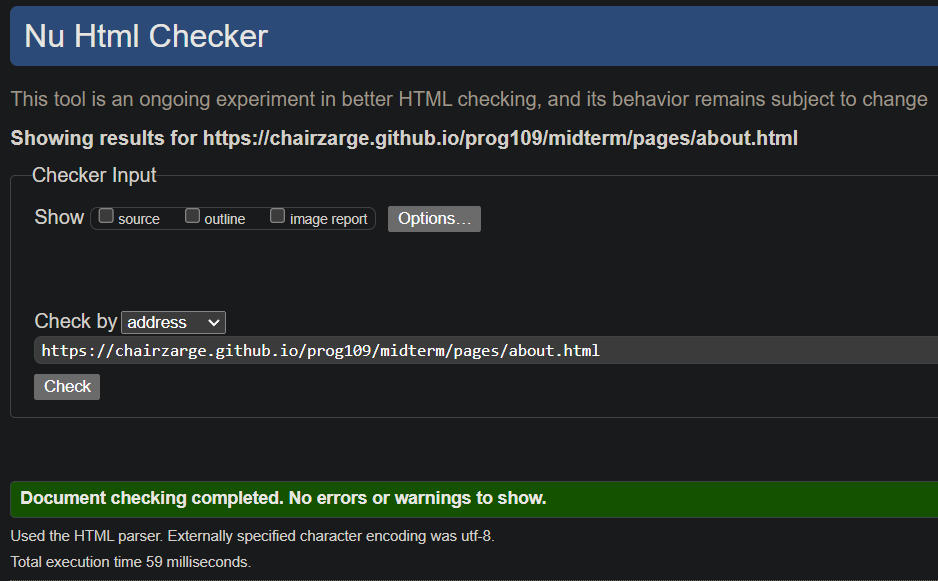 Nu Html Checker
This tool is an ongoing experiment in better HTML checking, and its behavior remains subject to change
Showing results for https://chairzarge.github.io/prog109/midterm/pages/about.html
Checker Input
Show source outline image report Options...
Check by address
https://chairzarge.github.io/prog109/midterm/pages/about.html
Check
Document checking completed. No errors or warnings to show.
Used the HTML parser. Externally specified character encoding was utf-8.
Total execution time 59 milliseconds.